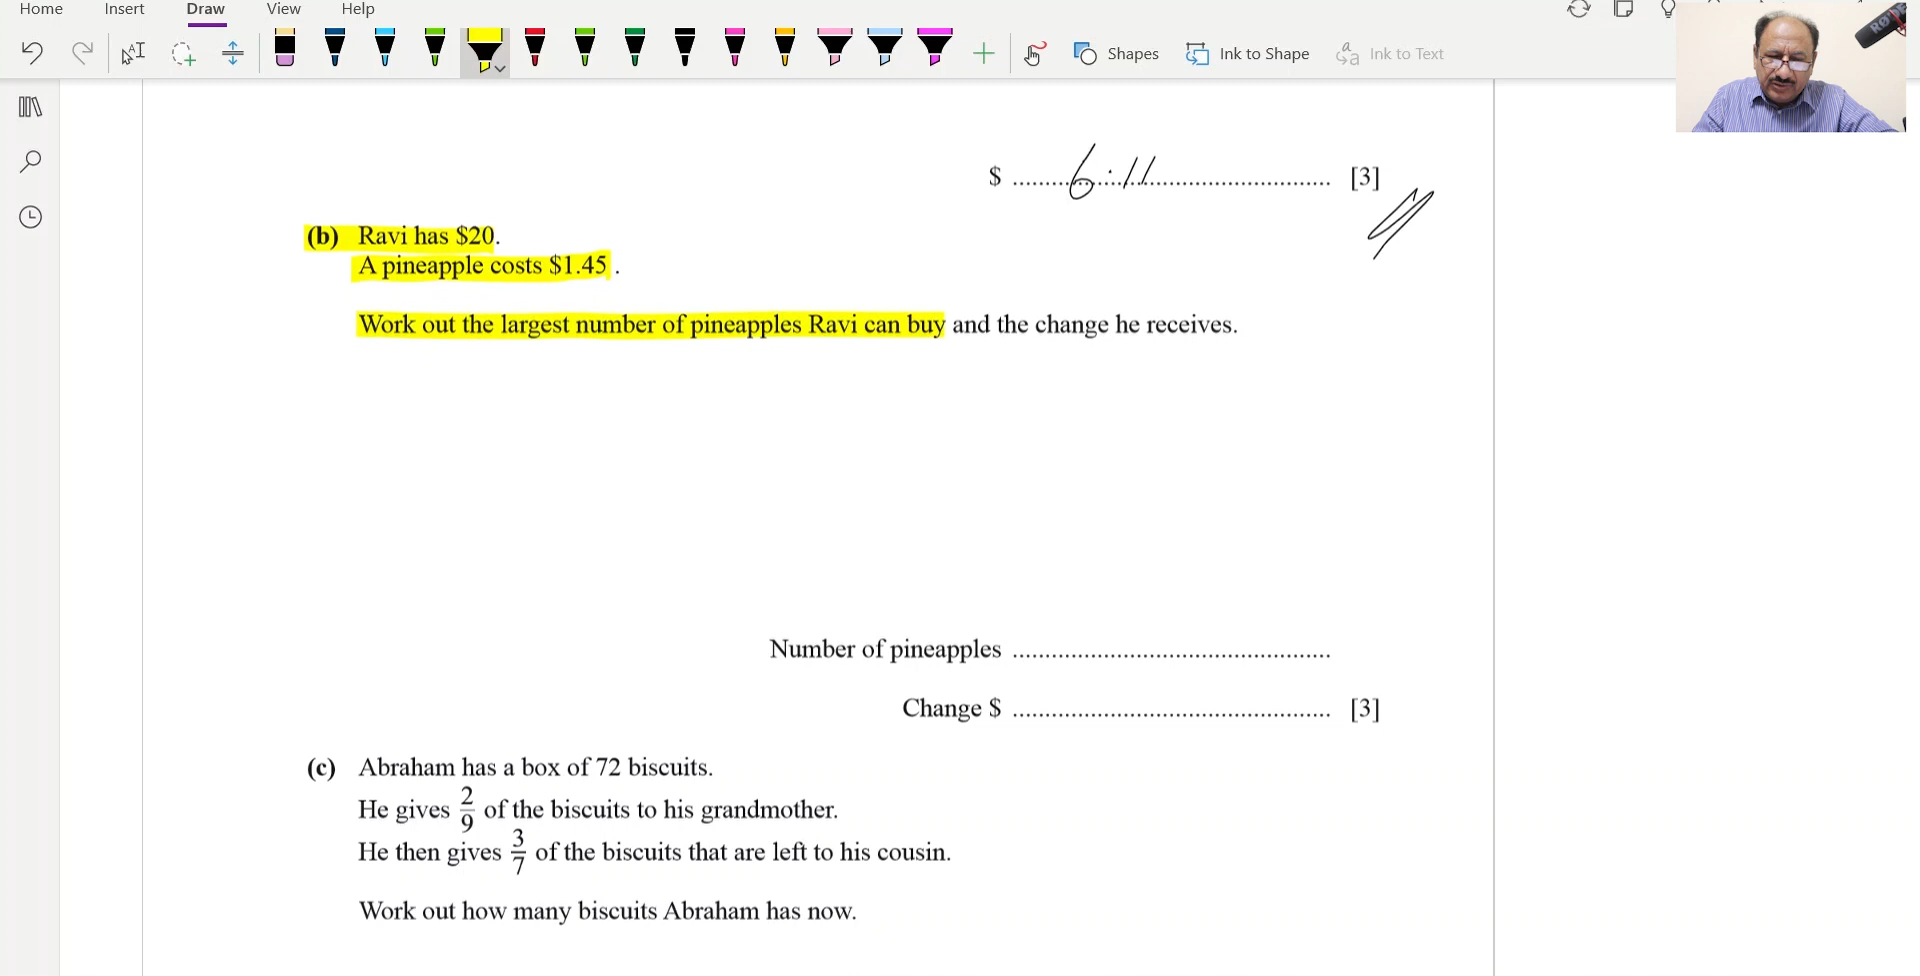 Home Insert Draw View Help
Shapes Ink to Shape Ink to Text
$ ........6.11........ [3]
(b) Ravi has $20.
A pineapple costs $1.45 .
Work out the largest number of pineapples Ravi can buy and the change he receives.
Number of pineapples ..................................................
Change $ .................................................. [3]
(c) Abraham has a box of 72 biscuits.
He gives 2/9 of the biscuits to his grandmother.
He then gives 3/7 of the biscuits that are left to his cousin.
Work out how many biscuits Abraham has now.